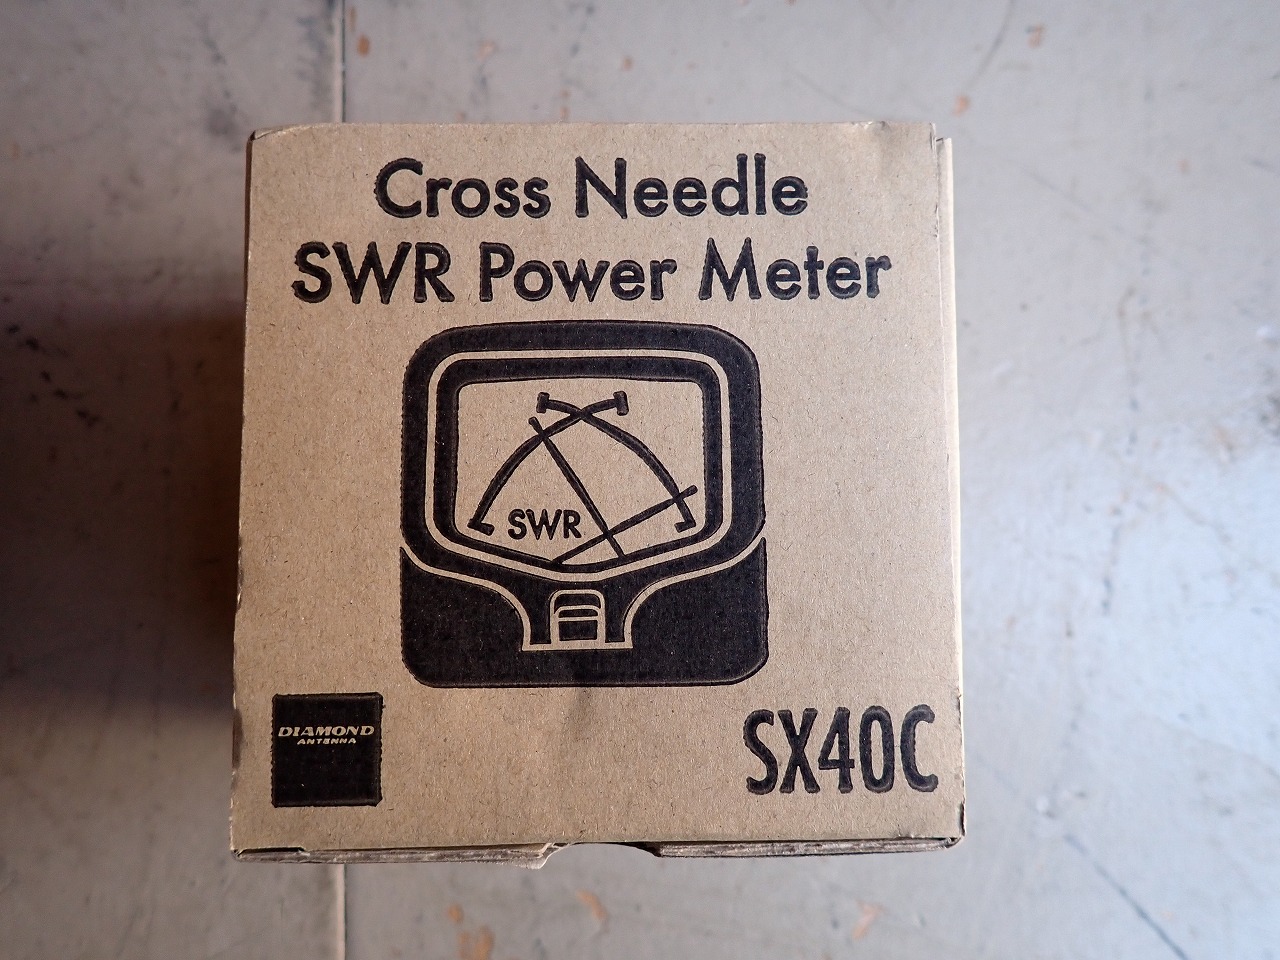 Cross Needle
SWR Power Meter
SWR
DIAMOND
ANTENNA
SX40C